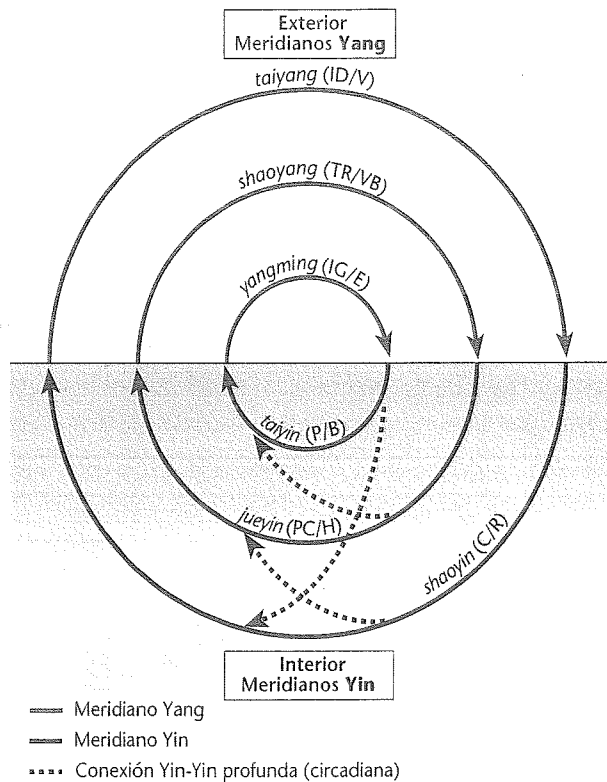 Exterior
Meridianos Yang
taiyang (ID/V)
shaoyang (TR/VB)
yangming (IG/E)
taiyin (P/B)
jueyin (PC/H)
shaoyin (C/R)
Interior
Meridianos Yin
Meridiano Yang
Meridiano Yin
Conexión Yin-Yin profunda (circadiana)